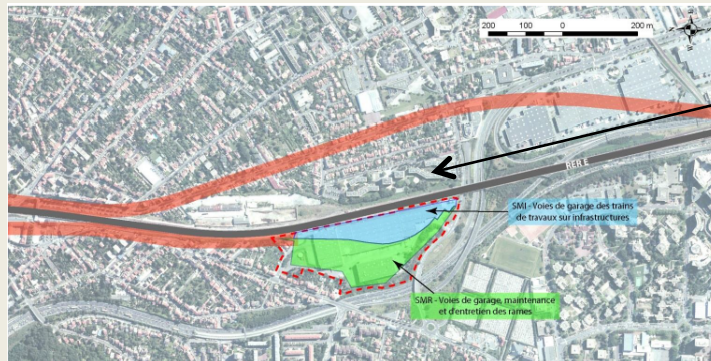 200 100 0 200 m
RER E
SMI - Voies de garage des trains
de travaux sur infrastructures
SMR - Voies de garage, maintenance
et d'entretien des rames